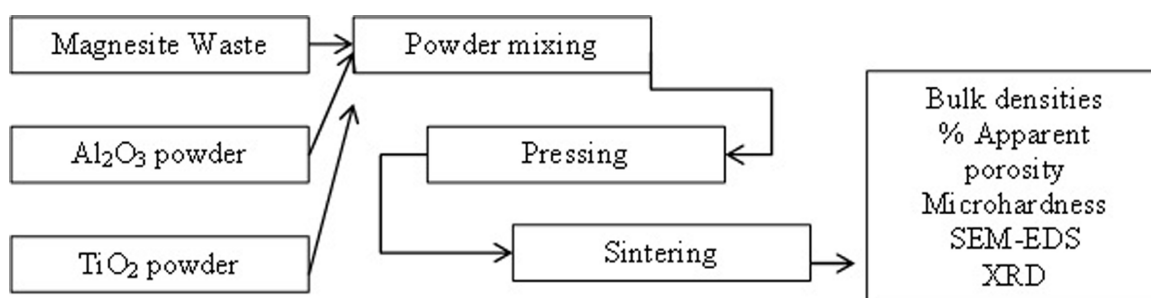 Magnesite Waste
Powder mixing
Al₂O₃ powder
Pressing
TiO₂ powder
Sintering
Bulk densities
% Apparent
porosity
Microhardness
SEM-EDS
XRD